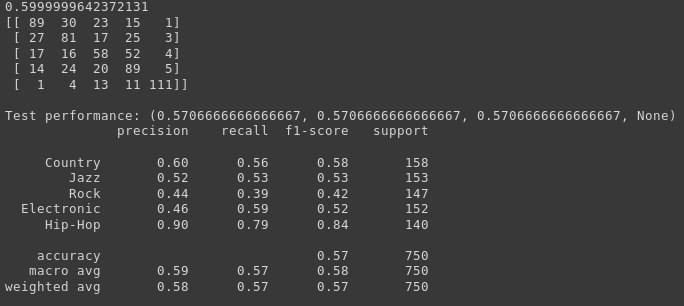 0.5999999642372131
[[ 89  30  23  15   1]
 [ 27  81  17  25   3]
 [ 17  16  58  52   4]
 [ 14  24  20  89   5]
 [  1   4  13  11 111]]
Test performance: (0.5706666666666667, 0.5706666666666667, 0.5706666666666667, None)
              precision    recall  f1-score   support
     Country       0.60      0.56      0.58       158
        Jazz       0.52      0.53      0.53       153
        Rock       0.44      0.39      0.42       147
  Electronic       0.46      0.59      0.52       152
     Hip-Hop       0.90      0.79      0.84       140
    accuracy                           0.57       750
   macro avg       0.59      0.57      0.58       750
weighted avg       0.58      0.57      0.57       750